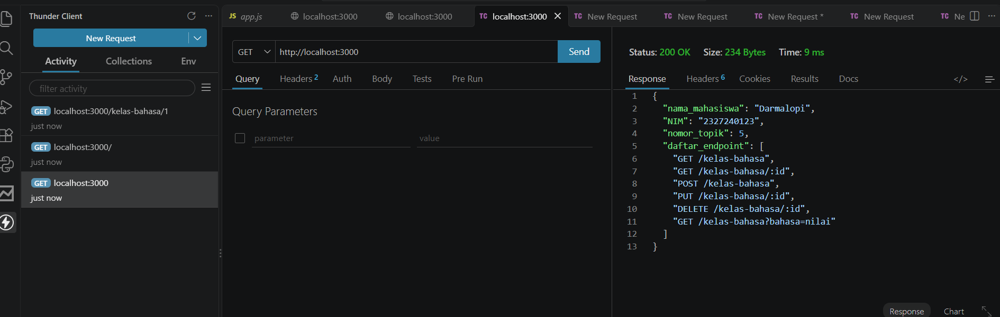 Thunder Client
New Request
Activity Collections Env
filter activity
GET localhost:3000/kelas-bahasa/1
just now
GET localhost:3000/
just now
GET localhost:3000
just now
JS app.js localhost:3000 localhost:3000 TC localhost:3000 TC New Request TC New Request TC New Request * TC New Request TC Ne
GET http://localhost:3000 Send
Query Headers 2 Auth Body Tests Pre Run
Query Parameters
parameter value
Status: 200 OK Size: 234 Bytes Time: 9 ms
Response Headers 6 Cookies Results Docs </>
1 {
2 "nama_mahasiswa": "Darmalopi",
3 "NIM": "2327240123",
4 "nomor_topik": 5,
5 "daftar_endpoint": [
6 "GET /kelas-bahasa",
7 "GET /kelas-bahasa/:id",
8 "POST /kelas-bahasa",
9 "PUT /kelas-bahasa/:id",
10 "DELETE /kelas-bahasa/:id",
11 "GET /kelas-bahasa?bahasa=nilai"
12 ]
13 }
Response Chart